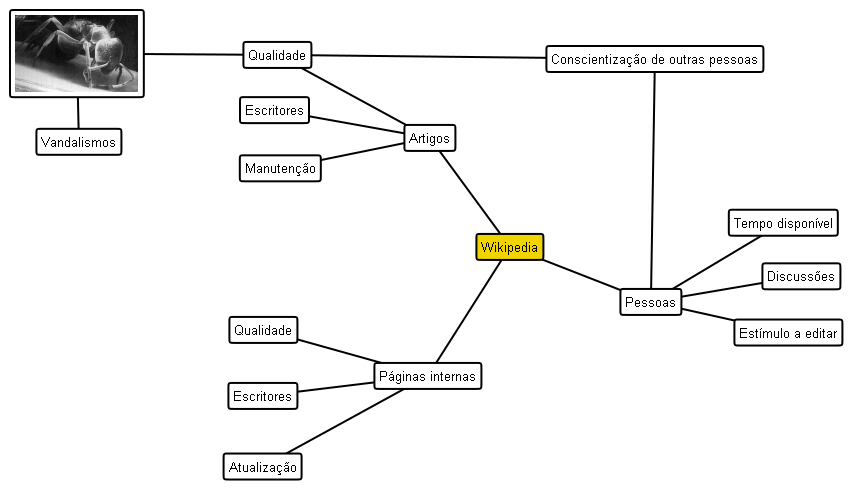 Qualidade
Conscientização de outras pessoas
Escritores
Vandalismos
Artigos
Manutenção
Tempo disponível
Wikipedia
Discussões
Pessoas
Qualidade
Estímulo a editar
Páginas internas
Escritores
Atualização